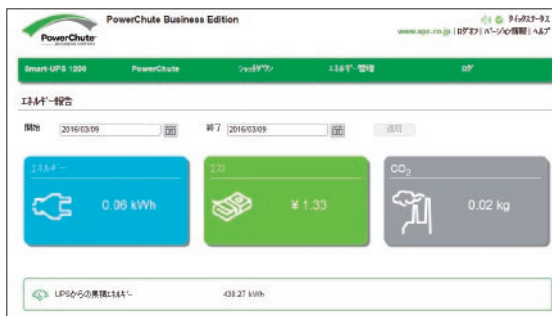 PowerChute Business Edition
クイックステータス
PowerChute
BUSINESS EDITION
www.apc.co.jp | ログオフ | バージョン情報 | ヘルプ
Smart-UPS 1200 PowerChute シャットダウン エネルギー管理 ログ
エネルギー報告
開始 2016/03/09 終了 2016/03/09 適用
エネルギー コスト CO2
0.06 kWh ¥ 1.33 0.02 kg
UPSからの累積エネルギー 438.27 kWh